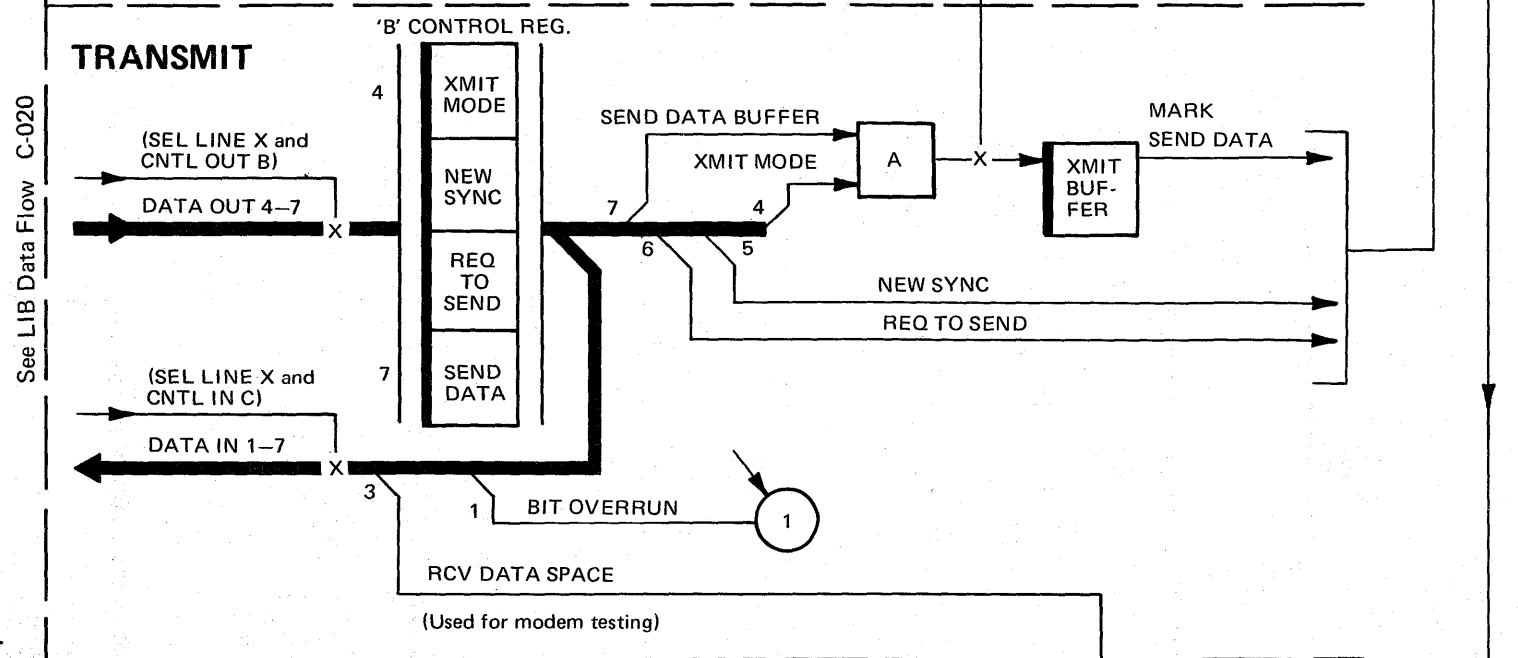 'B' CONTROL REG.
TRANSMIT
4
XMIT
MODE
NEW
SYNC
REQ
TO
SEND
SEND
DATA
7
See LIB Data Flow C-020
(SEL LINE X and
CNTL OUT B)
DATA OUT 4–7
X
SEND DATA BUFFER
XMIT MODE
A
X
XMIT
BUF-
FER
MARK
SEND DATA
7
4
6
5
NEW SYNC
REQ TO SEND
(SEL LINE X and
CNTL IN C)
DATA IN 1–7
X
3
1
BIT OVERRUN
1
RCV DATA SPACE
(Used for modem testing)